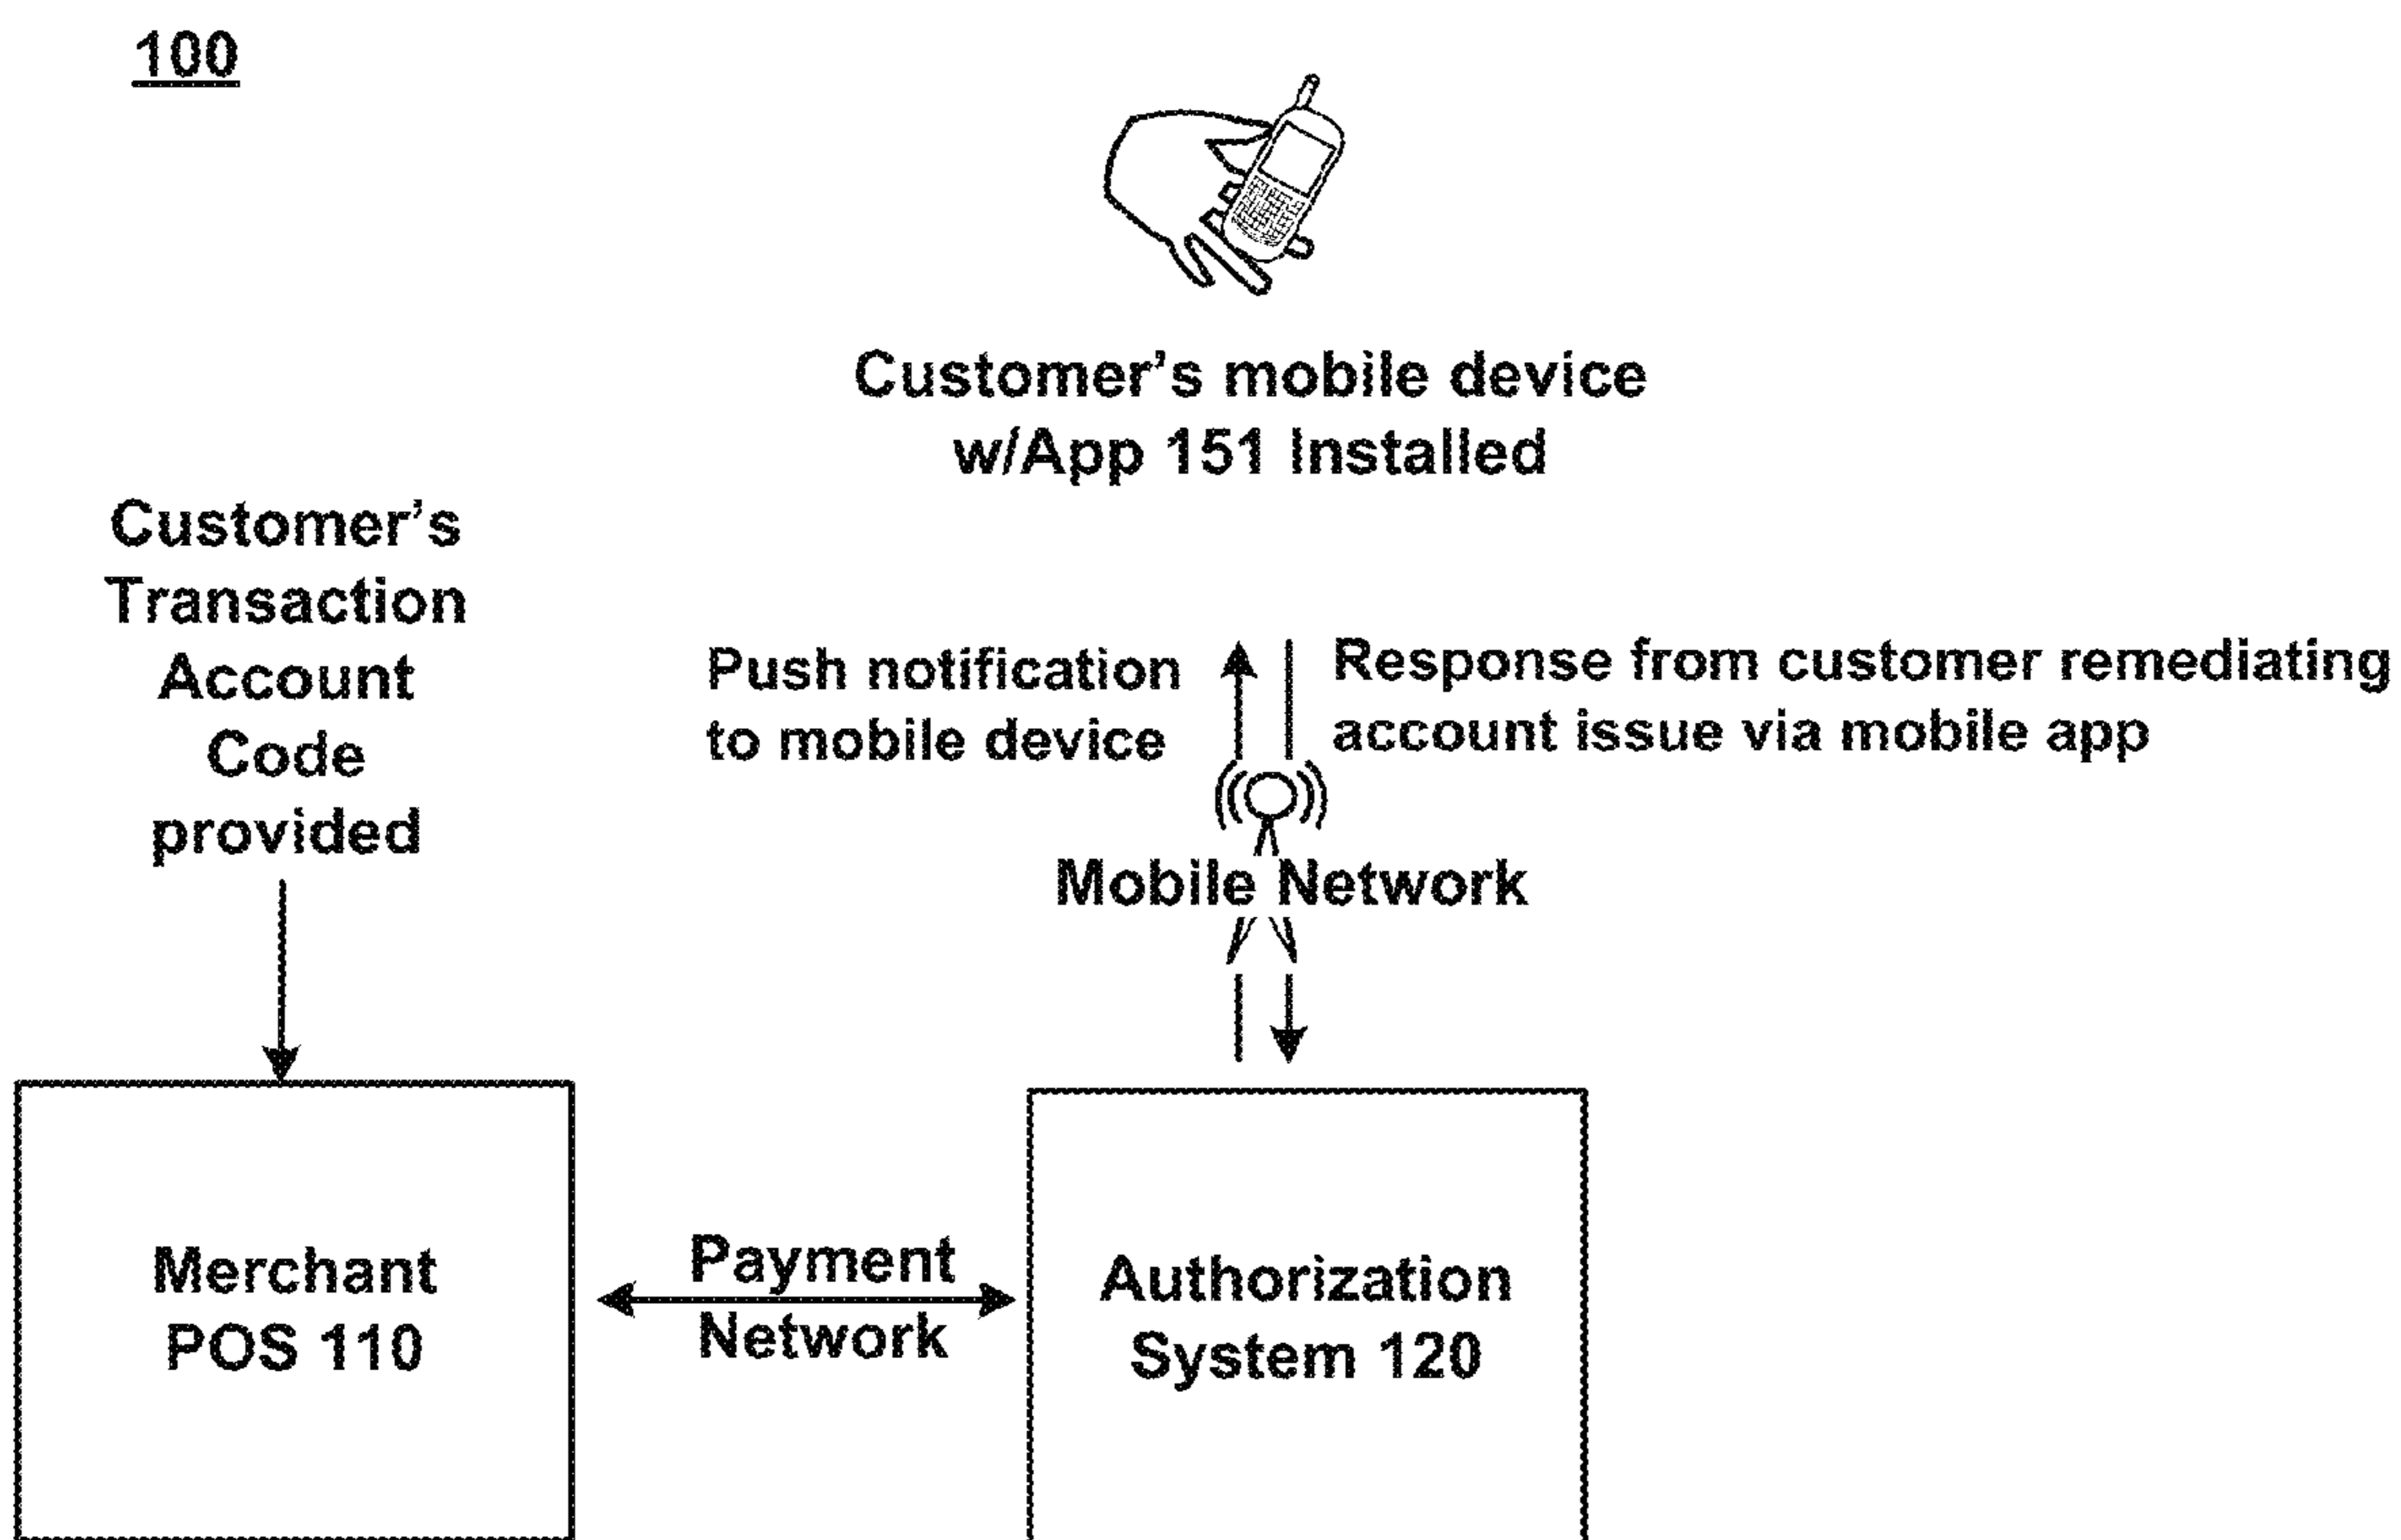 100
Customer's mobile device
w/App 151 Installed
Customer's
Transaction
Account
Code
provided
Push notification
to mobile device
Response from customer remediating
account issue via mobile app
Mobile Network
Merchant
POS 110
Payment
Network
Authorization
System 120